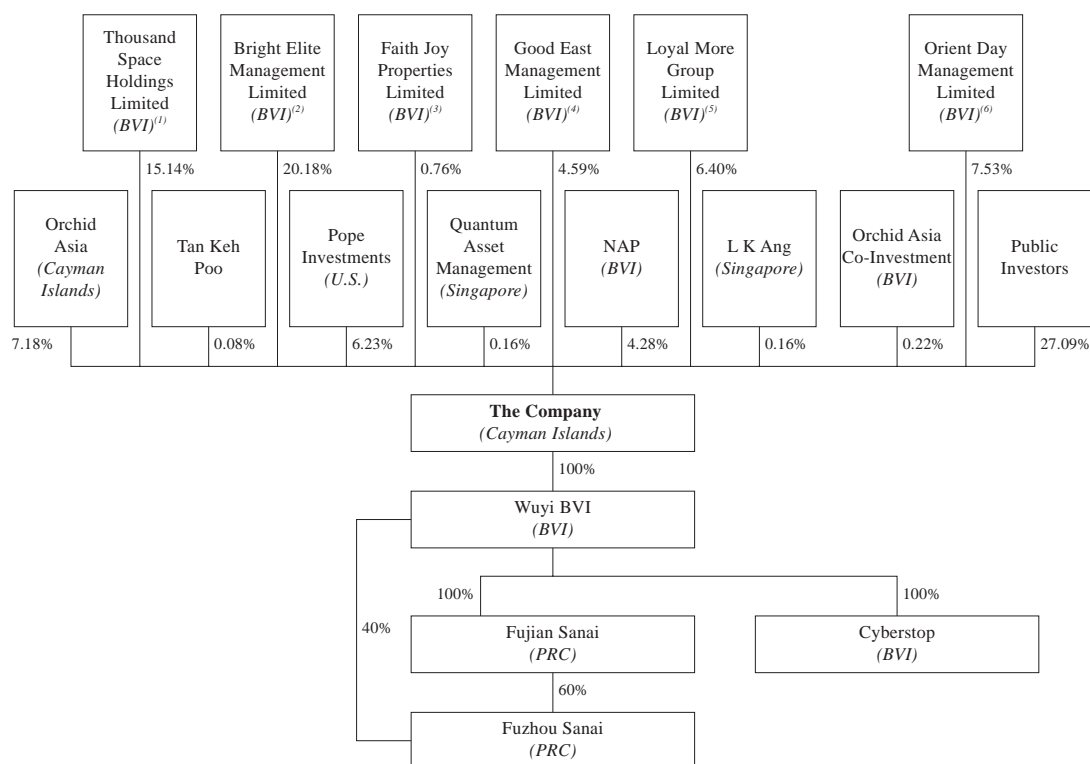 Thousand
Space
Holdings
Limited
(BVI)(1)
Bright Elite
Management
Limited
(BVI)(2)
Faith Joy
Properties
Limited
(BVI)(3)
Good East
Management
Limited
(BVI)(4)
Loyal More
Group
Limited
(BVI)(5)
Orient Day
Management
Limited
(BVI)(6)
15.14%
20.18%
0.76%
4.59%
6.40%
7.53%
Orchid
Asia
(Cayman
Islands)
Tan Keh
Poo
Pope
Investments
(U.S.)
Quantum
Asset
Management
(Singapore)
NAP
(BVI)
L K Ang
(Singapore)
Orchid Asia
Co-Investment
(BVI)
Public
Investors
7.18%
0.08%
6.23%
0.16%
4.28%
0.16%
0.22%
27.09%
The Company
(Cayman Islands)
100%
Wuyi BVI
(BVI)
100%
100%
40%
Fujian Sanai
(PRC)
Cyberstop
(BVI)
60%
Fuzhou Sanai
(PRC)